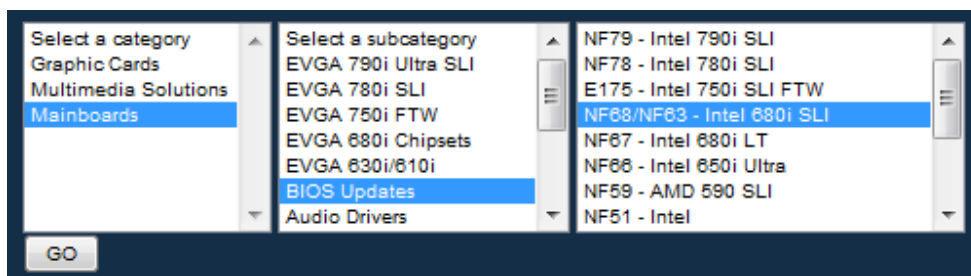 Select a category
Graphic Cards
Multimedia Solutions
Mainboards
Select a subcategory
EVGA 790i Ultra SLI
EVGA 780i SLI
EVGA 750i FTW
EVGA 680i Chipsets
EVGA 630i/610i
BIOS Updates
Audio Drivers
NF79 - Intel 790i SLI
NF78 - Intel 780i SLI
E175 - Intel 750i SLI FTW
NF68/NF63 - Intel 680i SLI
NF67 - Intel 680i LT
NF66 - Intel 650i Ultra
NF59 - AMD 590 SLI
NF51 - Intel
GO